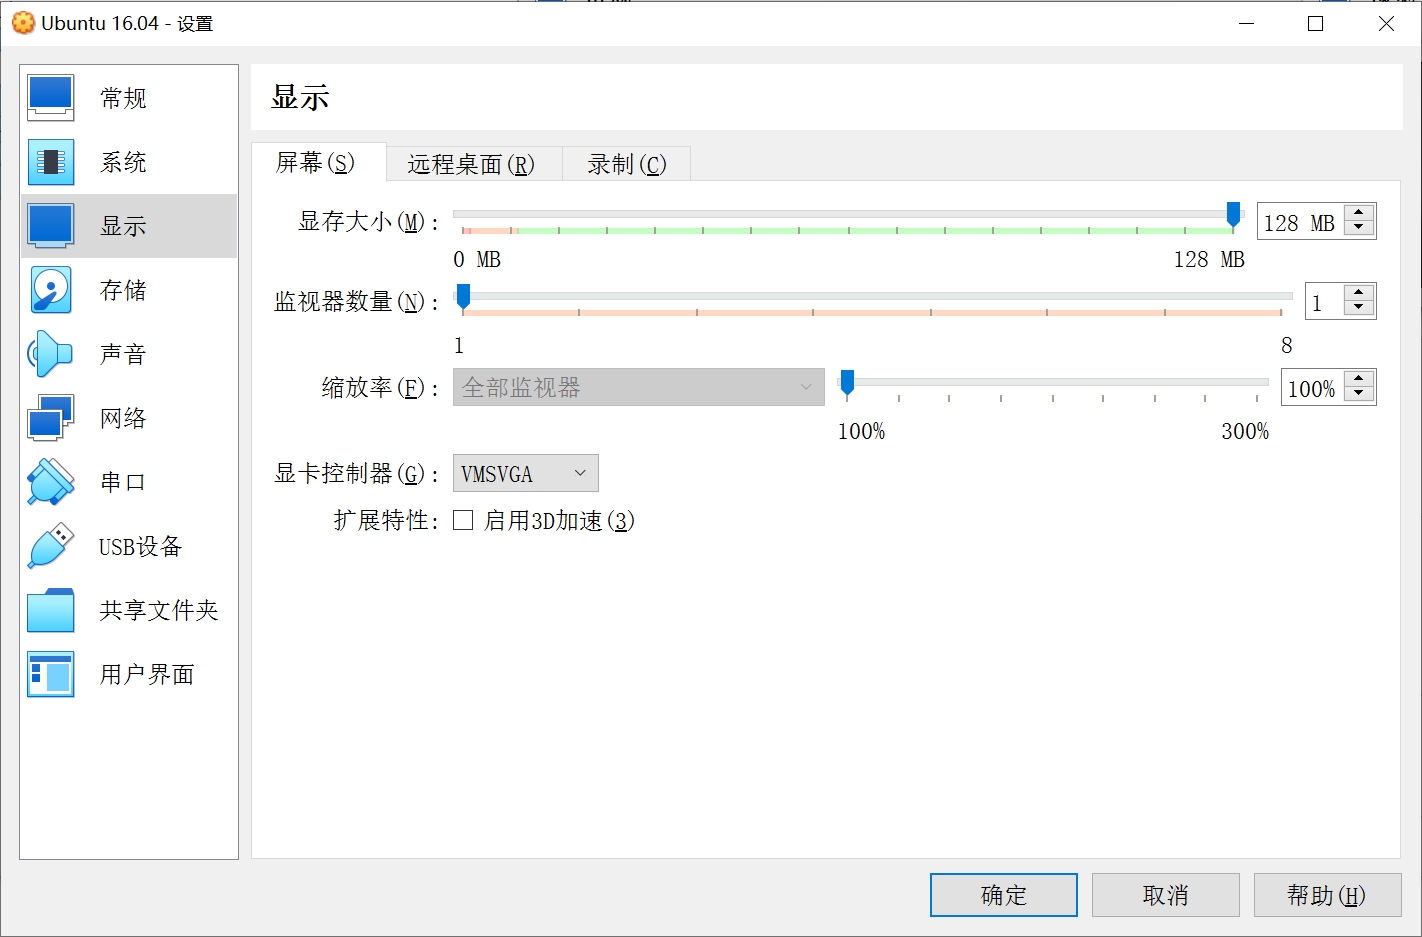 Ubuntu 16.04 - 设置
常规
系统
显示
存储
声音
网络
串口
USB设备
共享文件夹
用户界面
显示
屏幕(S) 远程桌面(R) 录制(C)
显存大小(M): 128 MB
0 MB 128 MB
监视器数量(N): 1
1 8
缩放率(F): 全部监视器 100%
100% 300%
显卡控制器(G): VMSVGA
扩展特性: 启用3D加速(3)
确定 取消 帮助(H)